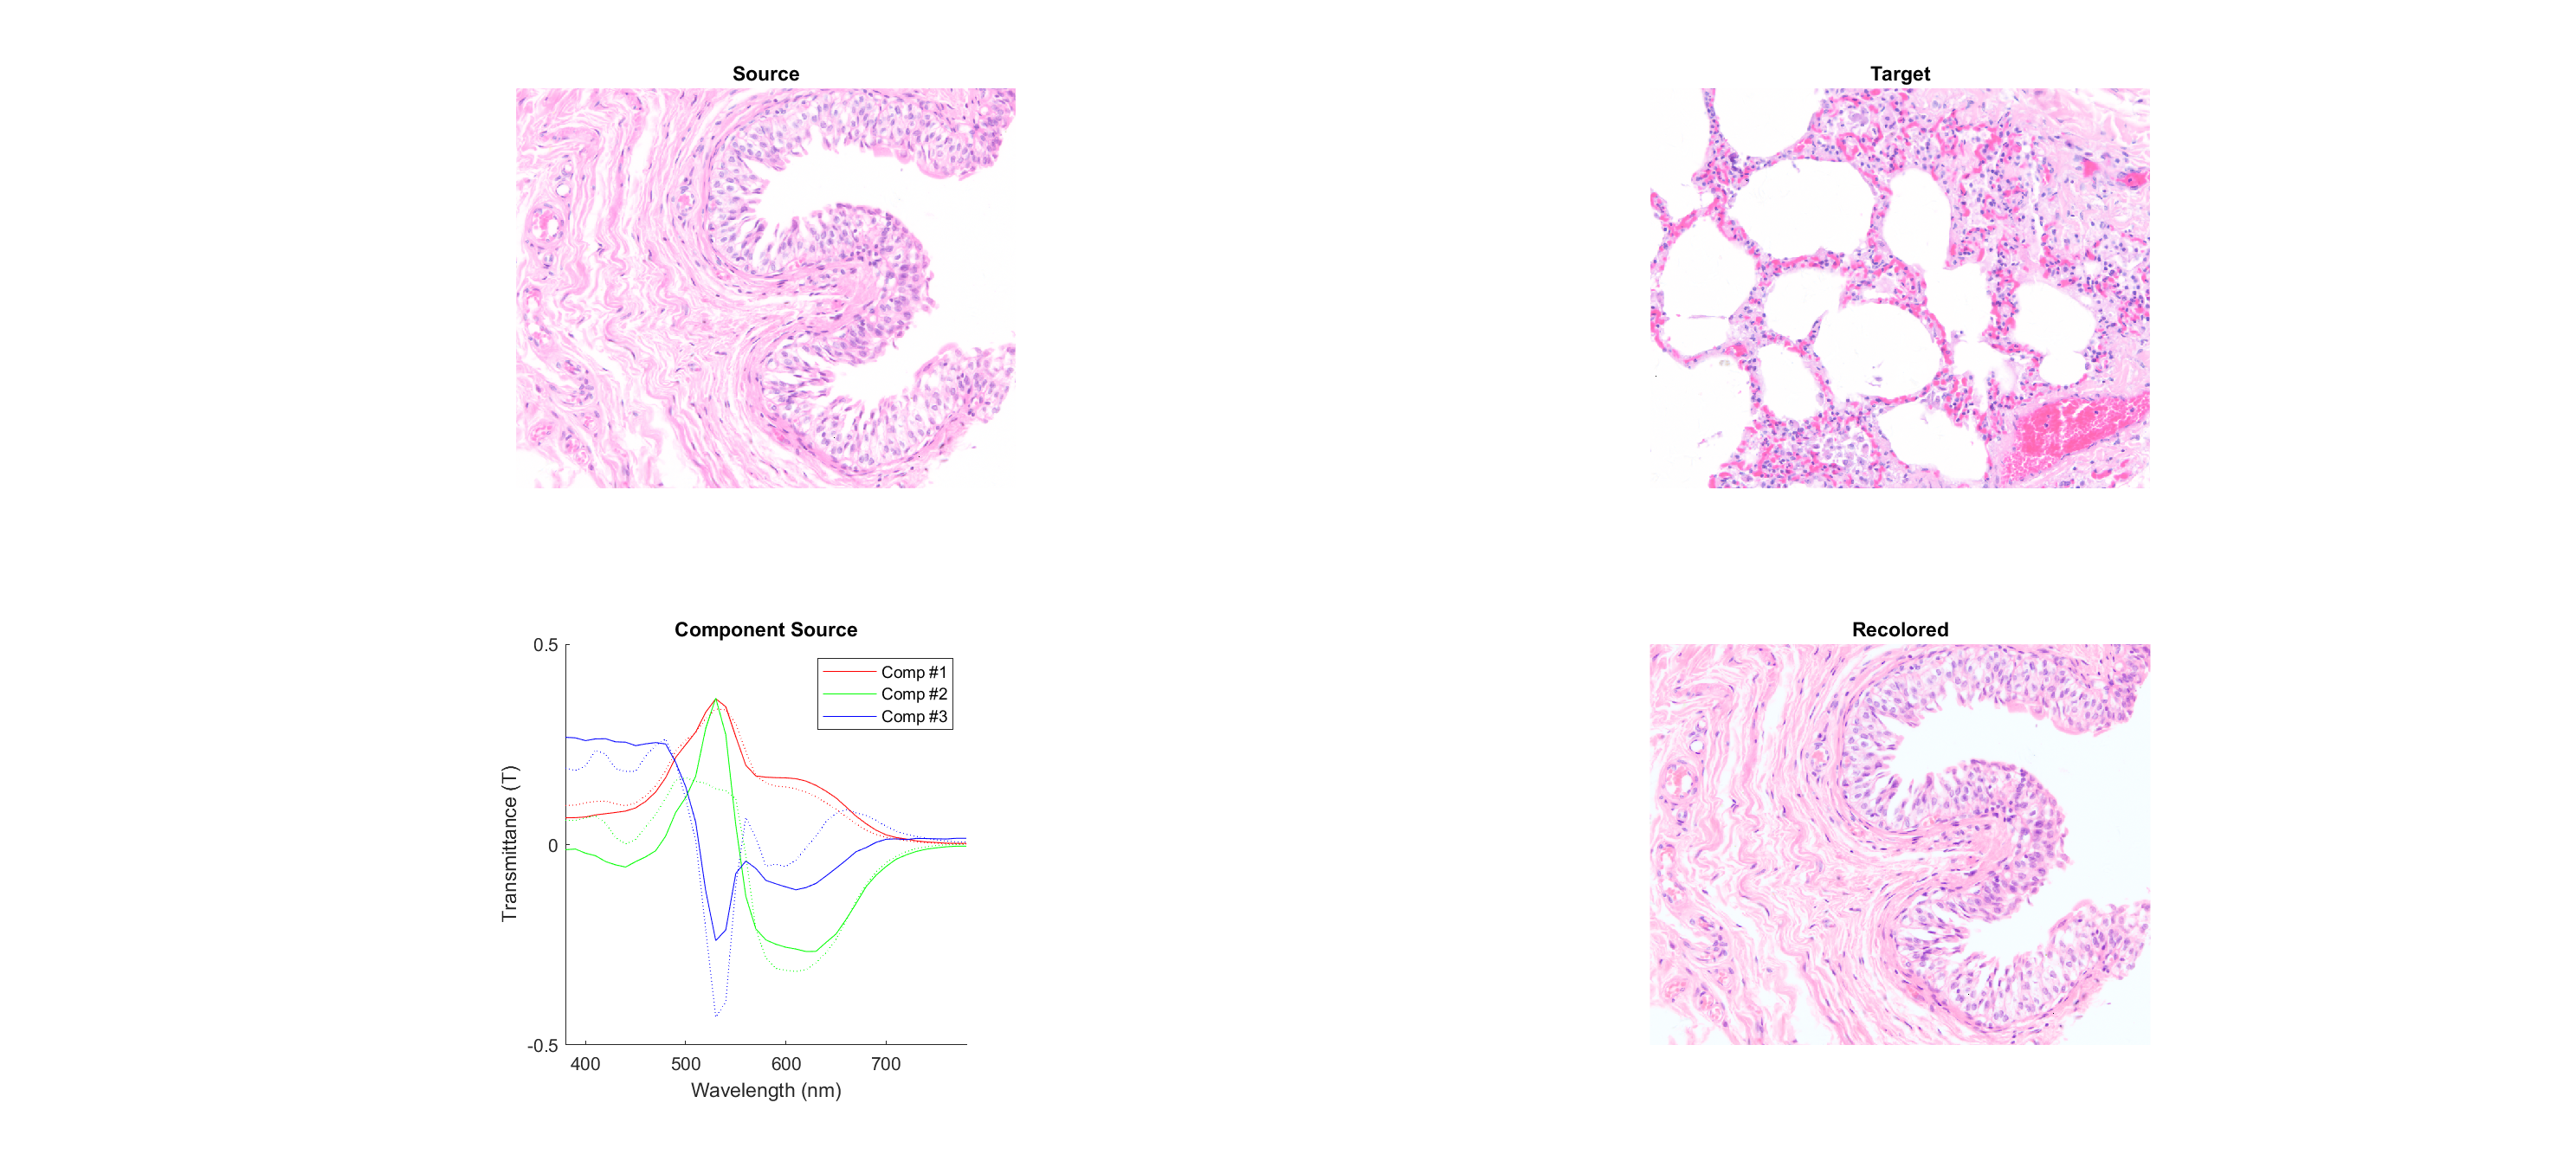 Source
Target
Component Source
0.5
0
-0.5
400 500 600 700
Transmittance (T)
Wavelength (nm)
Comp #1
Comp #2
Comp #3
Recolored